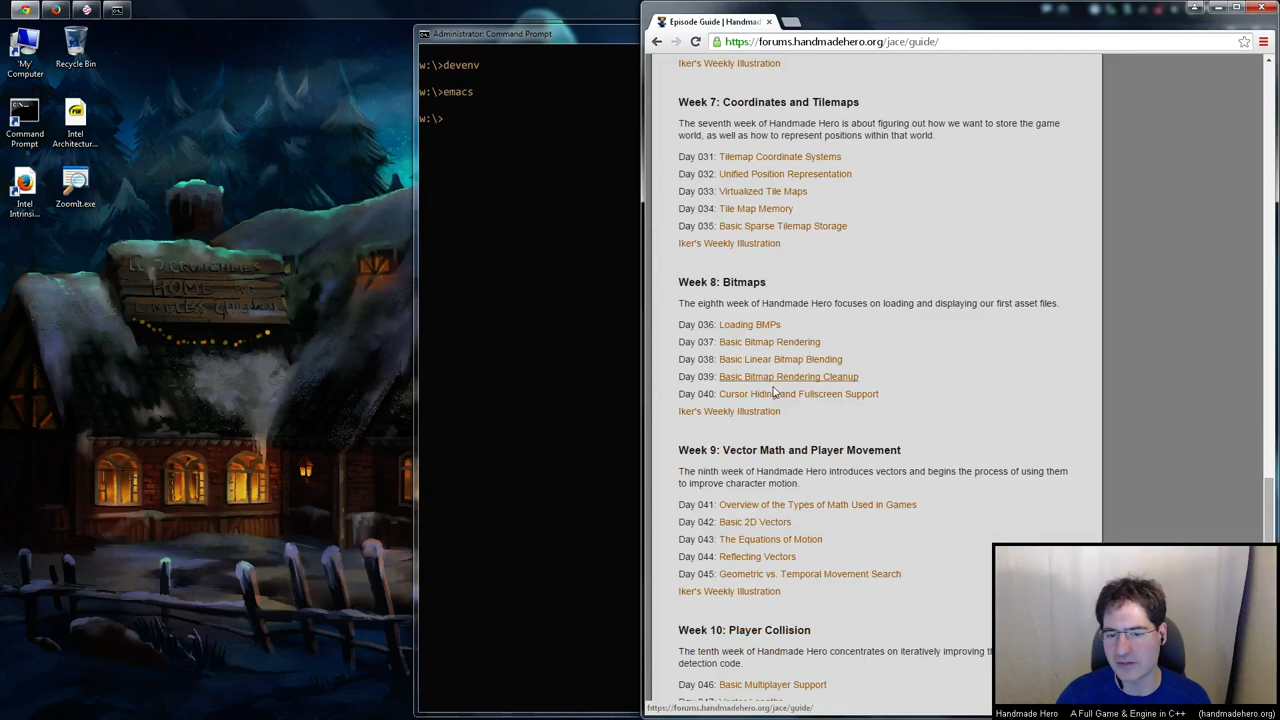 Administrator: Command Prompt
w:\>devenv
w:\>emacs
w:\>
'My' Computer
Recycle Bin
Command Prompt
Intel Architectur...
Intel Intrinsi...
ZoomIt.exe
HOME FOR
Episode Guide | Handmad
https://forums.handmadehero.org/jace/guide/
Iker's Weekly Illustration
Week 7: Coordinates and Tilemaps
The seventh week of Handmade Hero is about figuring out how we want to store the game
world, as well as how to represent positions within that world.
Day 031: Tilemap Coordinate Systems
Day 032: Unified Position Representation
Day 033: Virtualized Tile Maps
Day 034: Tile Map Memory
Day 035: Basic Sparse Tilemap Storage
Iker's Weekly Illustration
Week 8: Bitmaps
The eighth week of Handmade Hero focuses on loading and displaying our first asset files.
Day 036: Loading BMPs
Day 037: Basic Bitmap Rendering
Day 038: Basic Linear Bitmap Blending
Day 039: Basic Bitmap Rendering Cleanup
Day 040: Cursor Hiding and Fullscreen Support
Iker's Weekly Illustration
Week 9: Vector Math and Player Movement
The ninth week of Handmade Hero introduces vectors and begins the process of using them
to improve character motion.
Day 041: Overview of the Types of Math Used in Games
Day 042: Basic 2D Vectors
Day 043: The Equations of Motion
Day 044: Reflecting Vectors
Day 045: Geometric vs. Temporal Movement Search
Iker's Weekly Illustration
Week 10: Player Collision
The tenth week of Handmade Hero concentrates on iteratively improving th
detection code.
Day 046: Basic Multiplayer Support
https://forums.handmadehero.org/jace/guide/
Handmade Hero A Full Game & Engine in C++ (handmadehero.org)